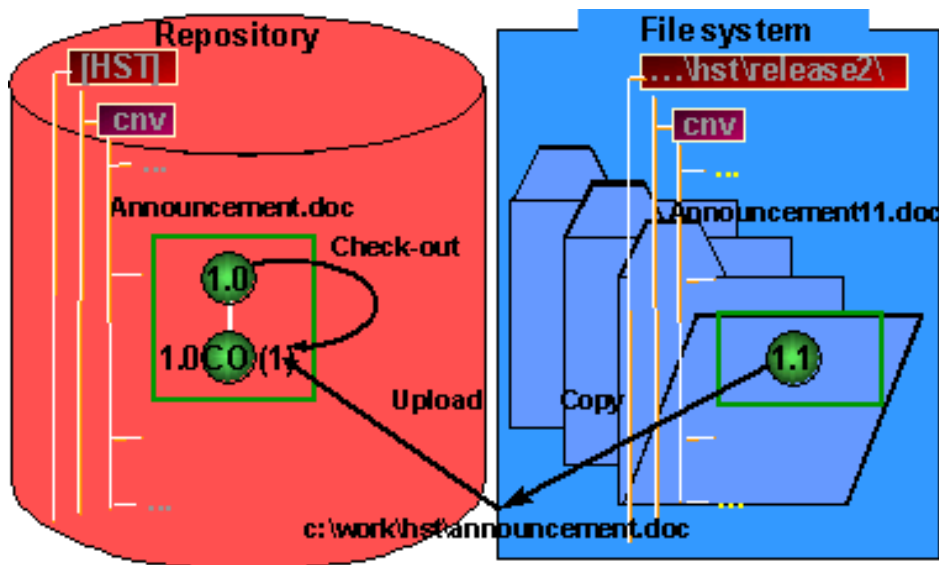 Repository
[HST]
cnv
...
Announcement.doc
Check-out
1.0
1.0CO (1)
Upload
...
File system
...\hst\release2\
cnv
...
Announcement11.doc
1.1
Copy
...
c:\work\hst\announcement.doc